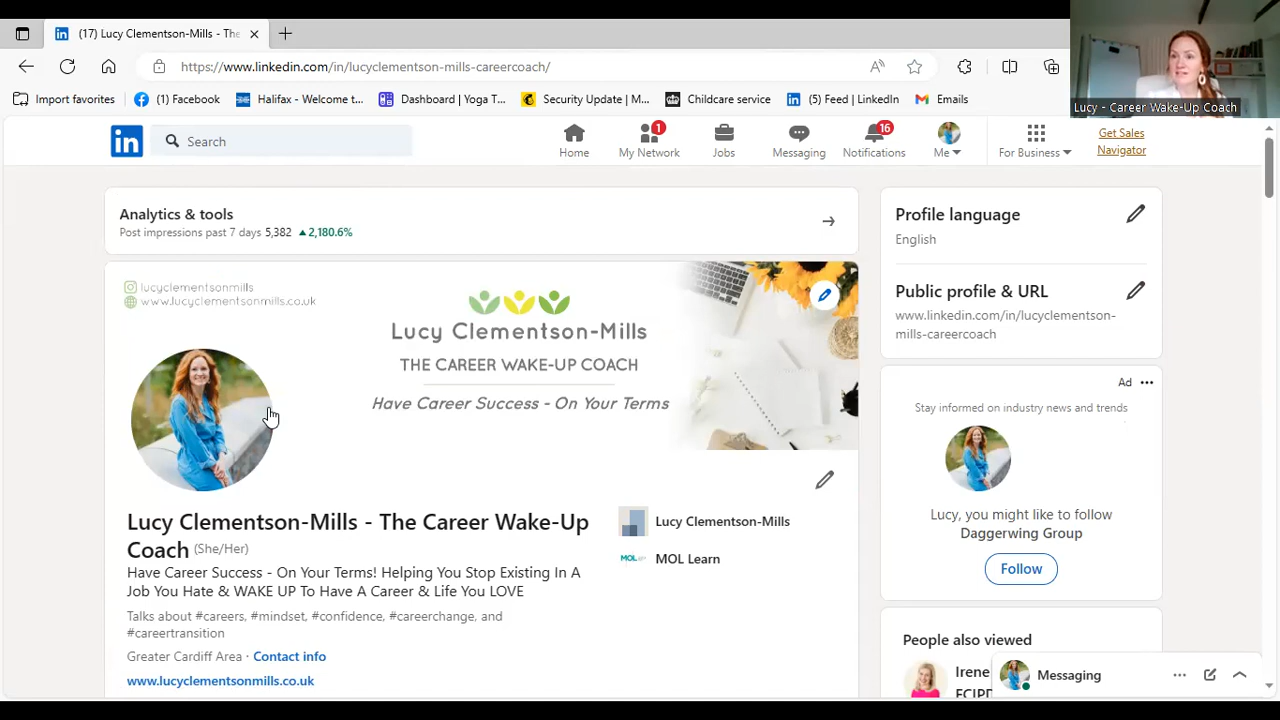 (17) Lucy Clementson-Mills - The
https://www.linkedin.com/in/lucyclementson-mills-careercoach/
Import favorites
(1) Facebook
Halifax - Welcome t...
Dashboard | Yoga T...
Security Update | M...
Childcare service
(5) Feed | LinkedIn
Emails
Lucy - Career Wake-Up Coach
in
Search
Home
1
My Network
Jobs
Messaging
16
Notifications
Me
For Business
Get Sales
Navigator
Analytics & tools
Post impressions past 7 days 5,382 ▲2,180.6%
lucyclementsonmills
www.lucyclementsonmills.co.uk
Lucy Clementson-Mills
THE CAREER WAKE-UP COACH
Have Career Success - On Your Terms
Lucy Clementson-Mills - The Career Wake-Up
Coach (She/Her)
Have Career Success - On Your Terms! Helping You Stop Existing In A
Job You Hate & WAKE UP To Have A Career & Life You LOVE
Talks about #careers, #mindset, #confidence, #careerchange, and
#careertransition
Greater Cardiff Area · Contact info
www.lucyclementsonmills.co.uk
Lucy Clementson-Mills
MOL Learn
Profile language
English
Public profile & URL
www.linkedin.com/in/lucyclementson-
mills-careercoach
Ad
Stay informed on industry news and trends
Lucy, you might like to follow
Daggerwing Group
Follow
People also viewed
Irene
FCIPD
Messaging